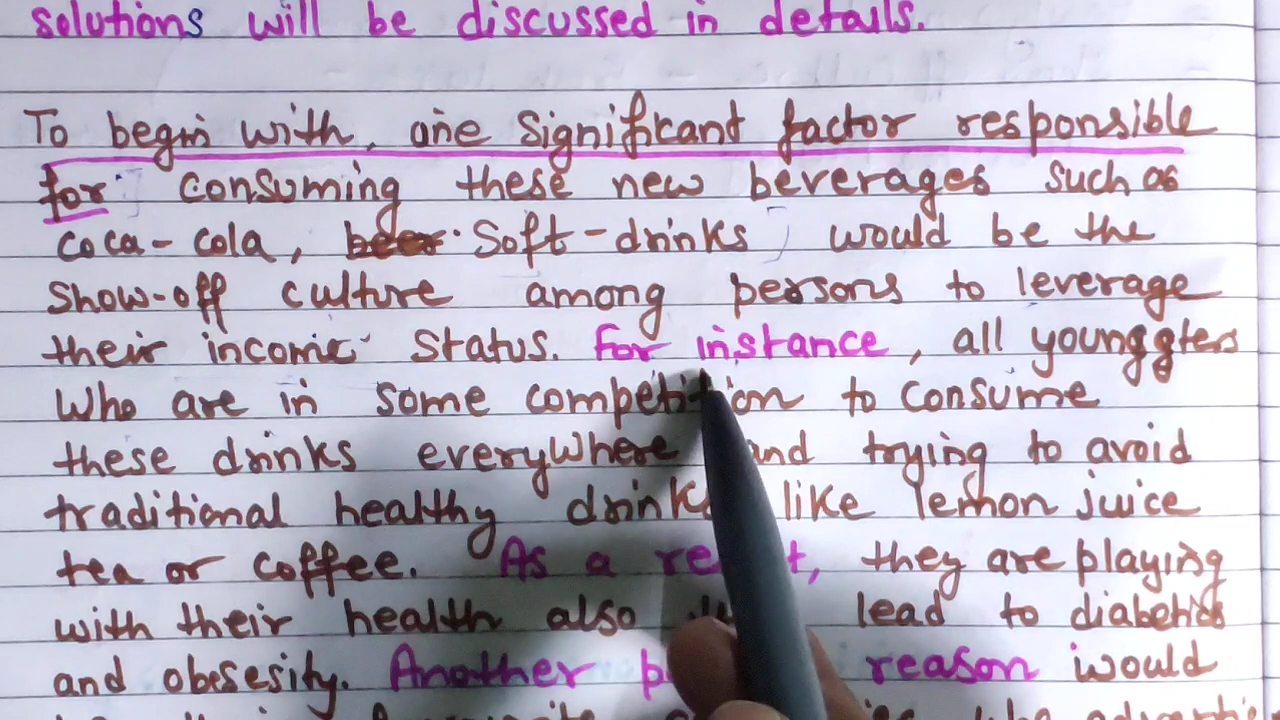 solutions will be discussed in details.
To begin with, one significant factor responsible
for consuming these new beverages such as
coca-cola, beer Soft-drinks would be the
show-off culture among persons to leverage
their income status. For instance, all youngsters
who are in some competition to consume
these drinks everywhere and trying to avoid
traditional healthy drinks like lemon juice
tea or coffee. As a result, they are playing
with their health also lead to diabetics
and obsesity. Another reason would